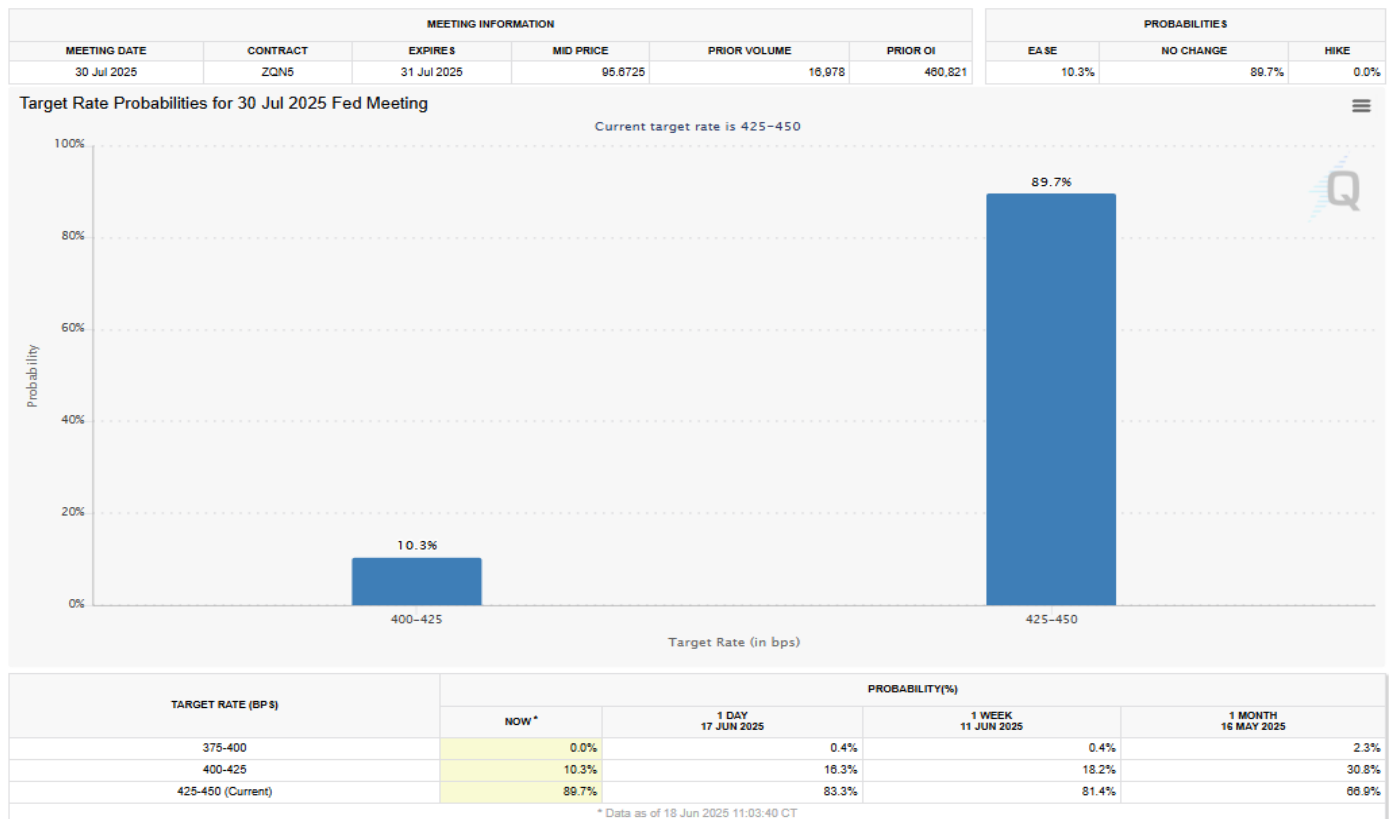 MEETING INFORMATION
MEETING DATE CONTRACT EXPIRES MID PRICE PRIOR VOLUME PRIOR OI
30 Jul 2025 ZQN5 31 Jul 2025 95.6725 16,978 460,821
PROBABILITIES
EASE NO CHANGE HIKE
10.3% 89.7% 0.0%
Target Rate Probabilities for 30 Jul 2025 Fed Meeting
Current target rate is 425-450
Q
100%
80%
60%
40%
20%
0%
Probability
89.7%
10.3%
400-425 425-450
Target Rate (in bps)
TARGET RATE (BPS) PROBABILITY(%)
NOW * 1 DAY 1 WEEK 1 MONTH
17 JUN 2025 11 JUN 2025 16 MAY 2025
375-400 0.0% 0.4% 0.4% 2.3%
400-425 10.3% 16.3% 18.2% 30.8%
425-450 (Current) 89.7% 83.3% 81.4% 66.9%
* Data as of 18 Jun 2025 11:03:40 CT